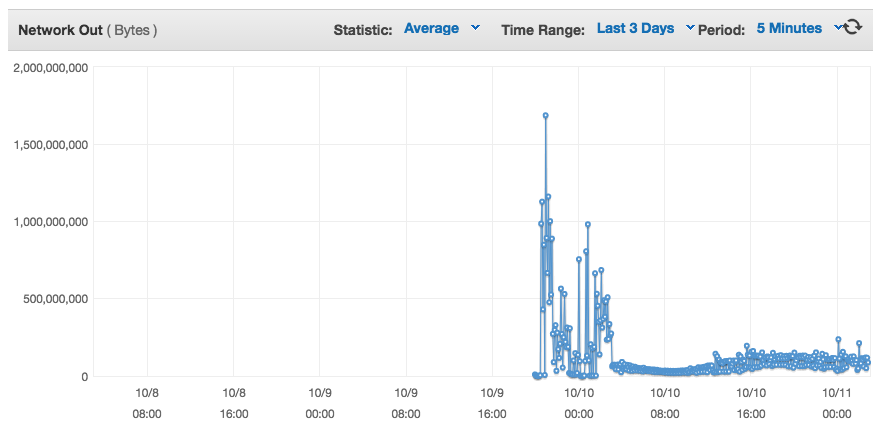 Network Out ( Bytes ) Statistic: Average Time Range: Last 3 Days Period: 5 Minutes
2,000,000,000
1,500,000,000
1,000,000,000
500,000,000
0
10/8 10/8 10/9 10/9 10/9 10/10 10/10 10/10 10/11
08:00 16:00 00:00 08:00 16:00 00:00 08:00 16:00 00:00